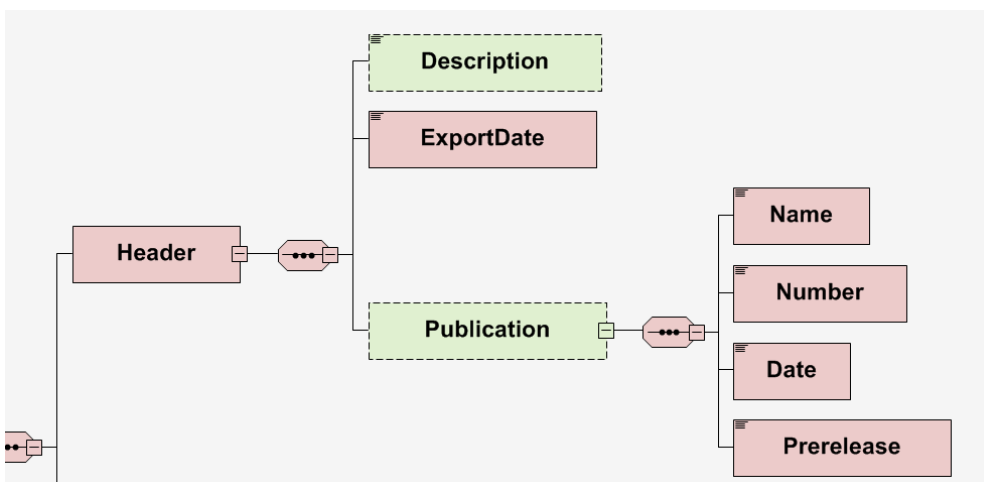 Description
ExportDate
Header
Publication
Name
Number
Date
Prerelease